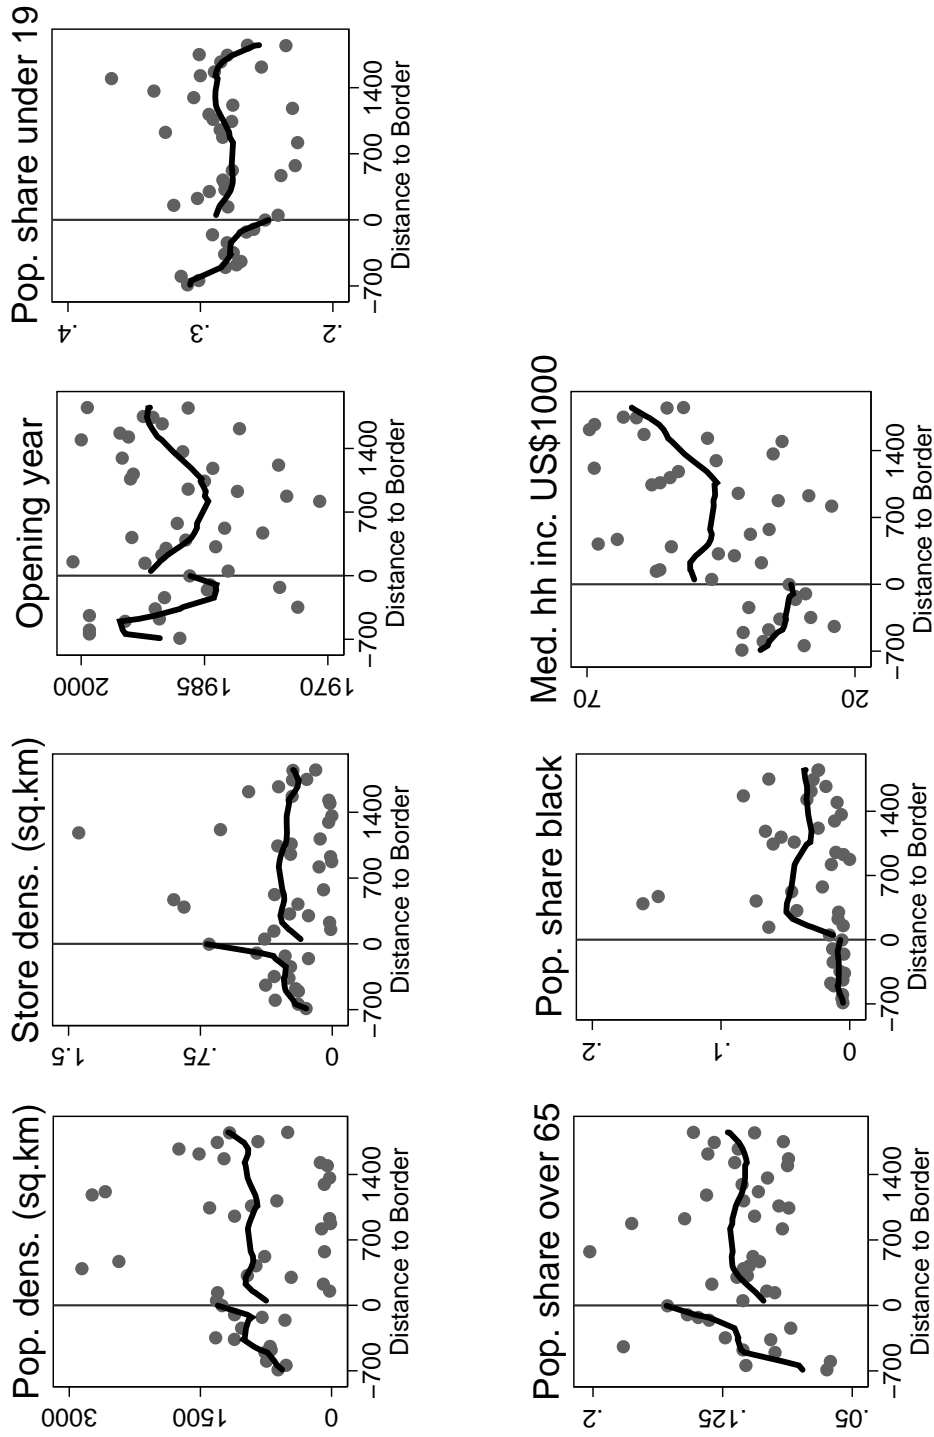 Pop. dens. (sq.km)
3000
1500
0
−700 0 700 1400
Distance to Border
Store dens. (sq.km)
1.5
.75
0
−700 0 700 1400
Distance to Border
Opening year
2000
1985
1970
−700 0 700 1400
Distance to Border
Pop. share under 19
.4
.3
.2
−700 0 700 1400
Distance to Border
Pop. share over 65
.2
.125
.05
−700 0 700 1400
Distance to Border
Pop. share black
.2
.1
0
−700 0 700 1400
Distance to Border
Med. hh inc. US$1000
70
20
−700 0 700 1400
Distance to Border